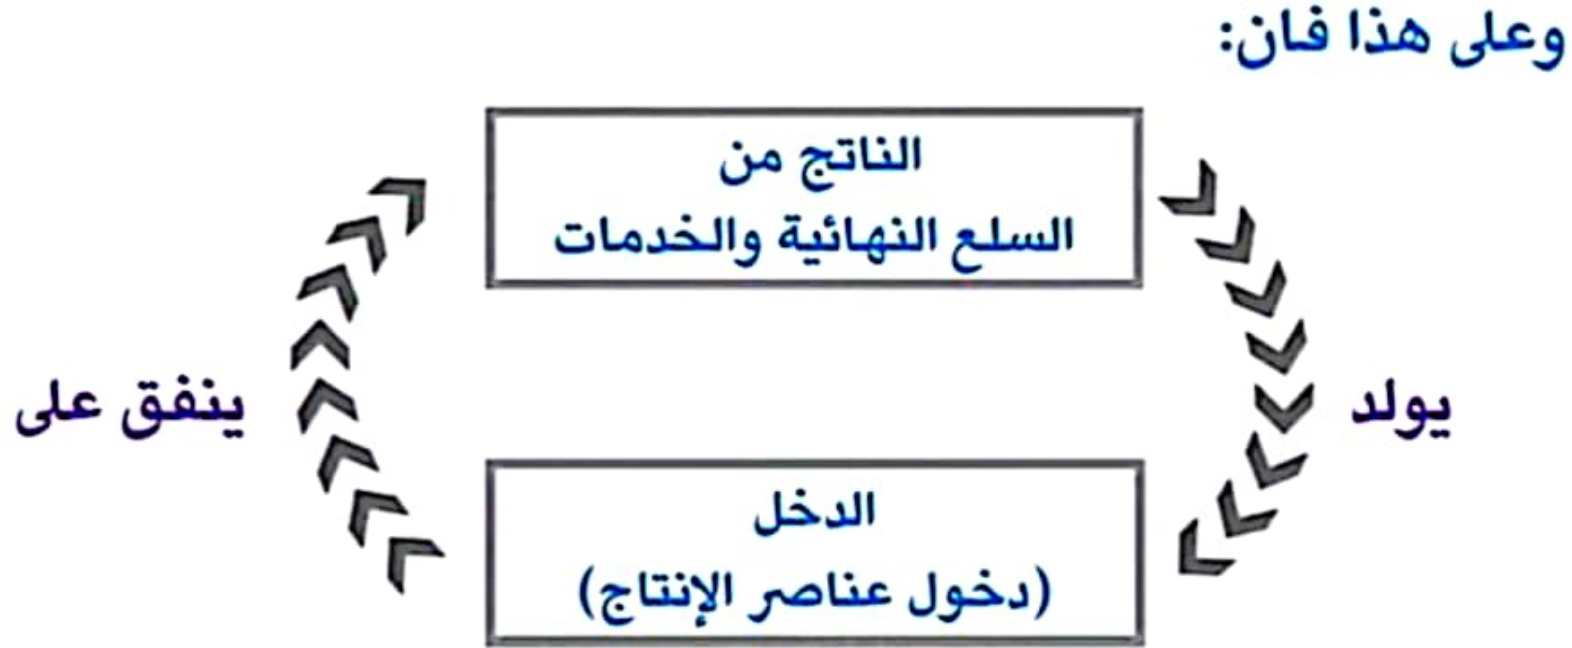 وعلى هذا فان:
الناتج من
السلع النهائية والخدمات
يولد
ينفق على
الدخل
(دخول عناصر الإنتاج)